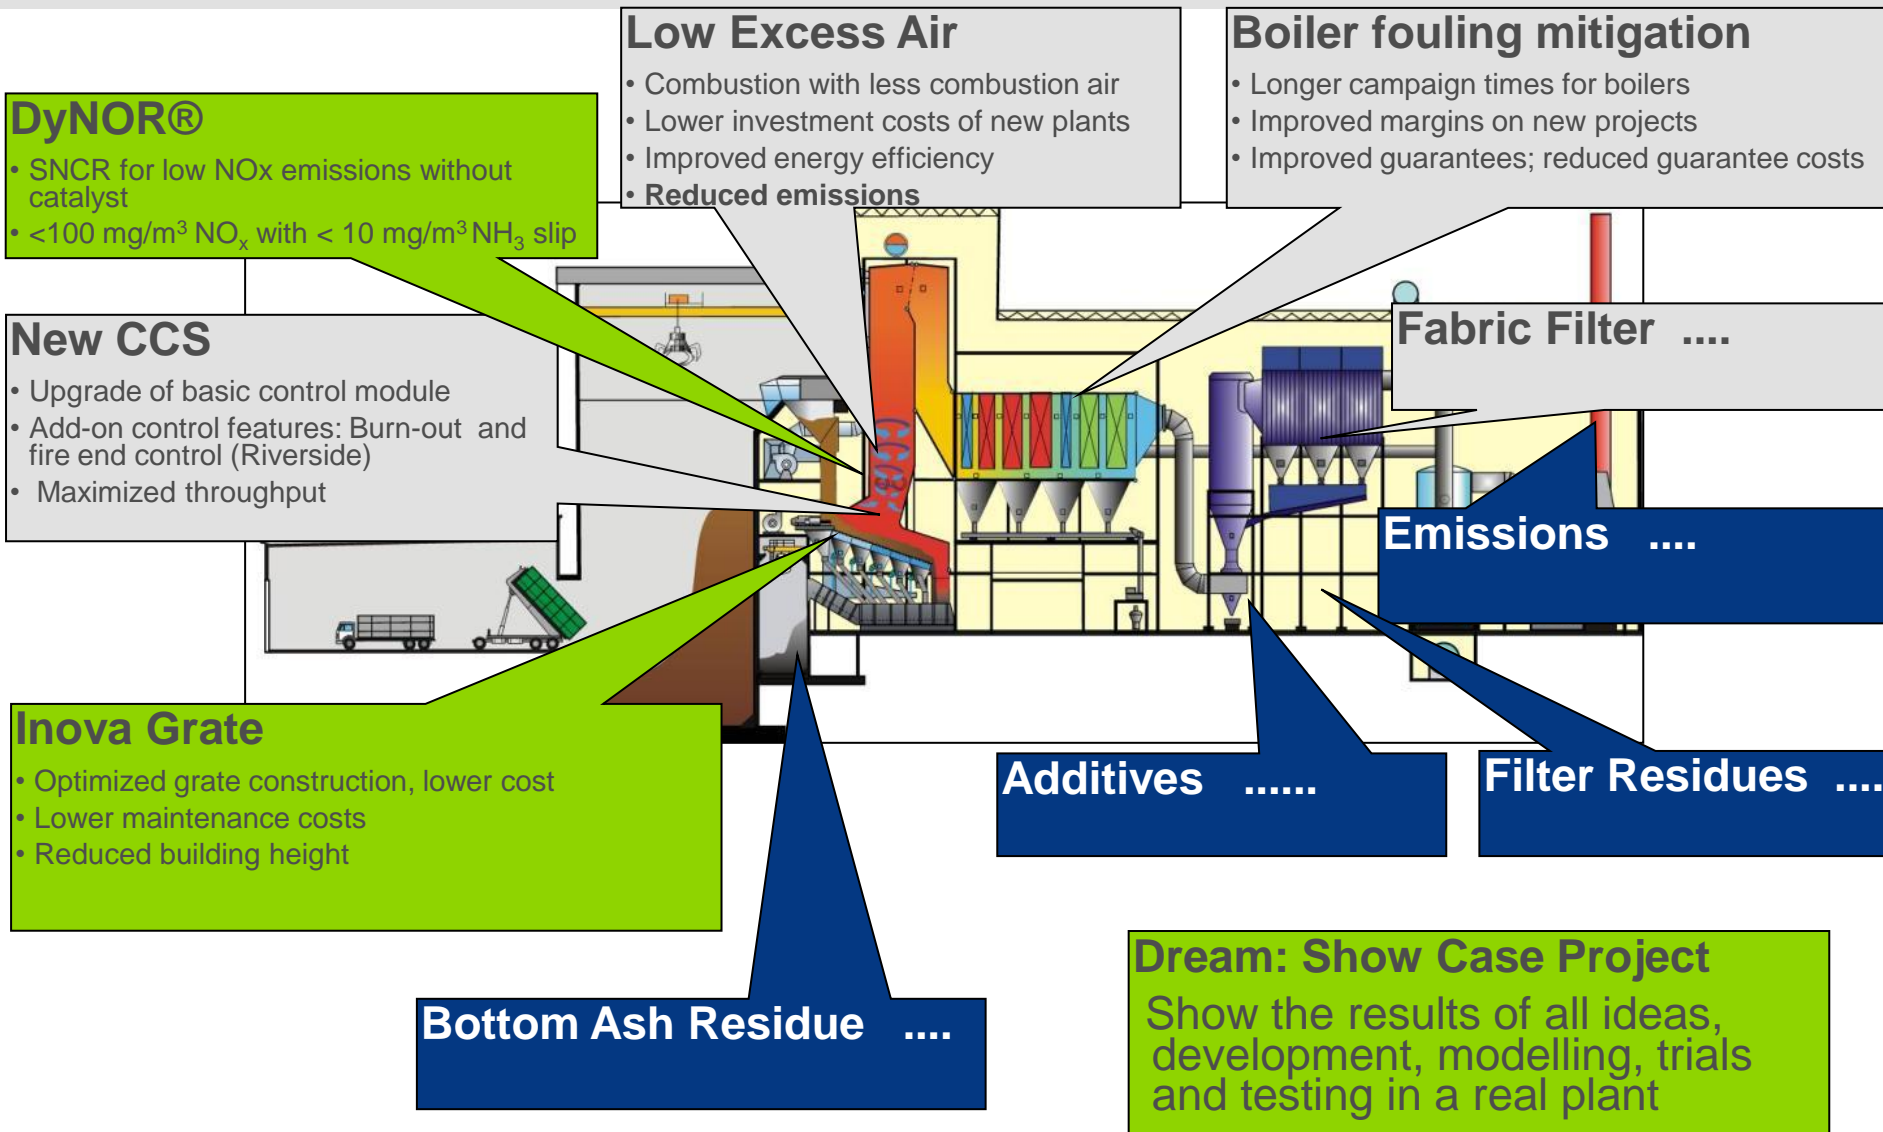 Low Excess Air
• Combustion with less combustion air
• Lower investment costs of new plants
• Improved energy efficiency
• Reduced emissions
Boiler fouling mitigation
• Longer campaign times for boilers
• Improved margins on new projects
• Improved guarantees; reduced guarantee costs
DyNOR®
• SNCR for low NOx emissions without
catalyst
• <100 mg/m³ NOₓ with < 10 mg/m³ NH₃ slip
New CCS
• Upgrade of basic control module
• Add-on control features: Burn-out and
fire end control (Riverside)
• Maximized throughput
Fabric Filter ....
Emissions ....
Inova Grate
• Optimized grate construction, lower cost
• Lower maintenance costs
• Reduced building height
Additives ......
Filter Residues ....
Bottom Ash Residue ....
Dream: Show Case Project
Show the results of all ideas,
development, modelling, trials
and testing in a real plant